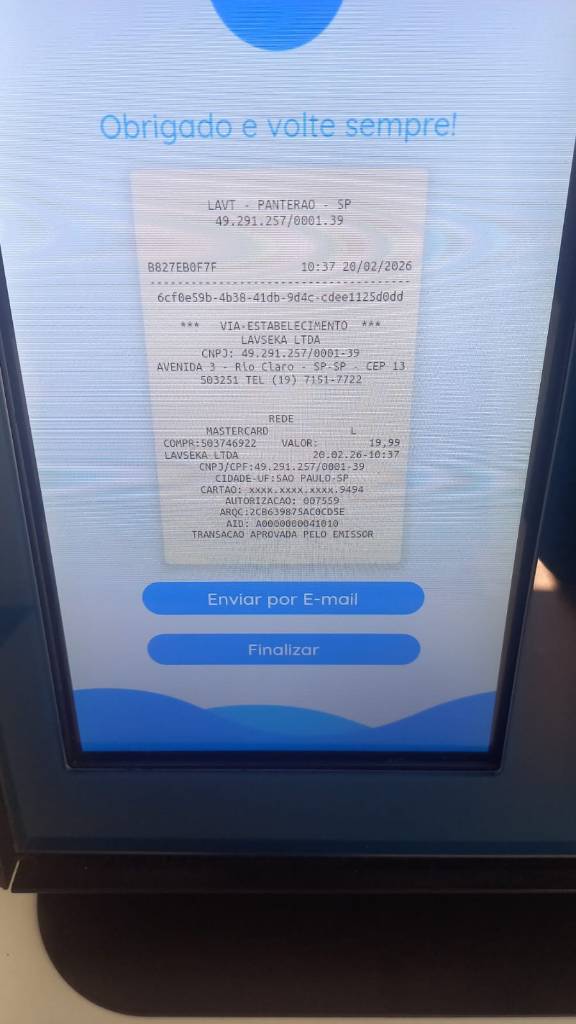 Obrigado e volte sempre!
LAVT - PANTERAO - SP
49.291.257/0001.39
B827EB0F7F 10:37 20/02/2026
----------------------------------------
6cf0e59b-4b38-41db-9d4c-cdee1125d0dd
*** VIA-ESTABELECIMENTO ***
LAVSEKA LTDA
CNPJ: 49.291.257/0001-39
AVENIDA 3 - Rio Claro - SP-SP - CEP 13
503251 TEL (19) 7151-7722
REDE
MASTERCARD L
COMPR:503746922 VALOR: 19,99
LAVSEKA LTDA 20.02.26-10:37
CNPJ/CPF:49.291.257/0001-39
CIDADE-UF:SAO PAULO-SP
CARTAO: xxxx.xxxx.xxxx.9494
AUTORIZACAO: 007559
ARQC:2CB639875AC0CD5E
AID: A0000000041010
TRANSACAO APROVADA PELO EMISSOR
Enviar por E-mail
Finalizar